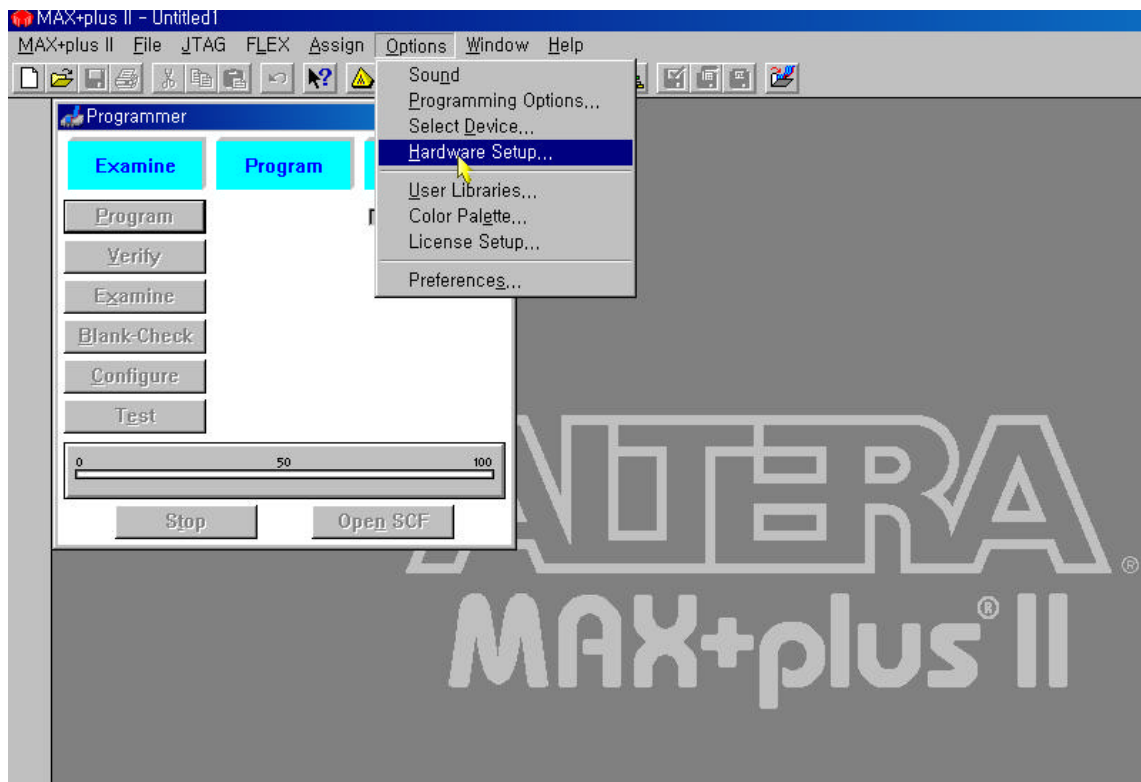 MAX+plus II - Untitled1
MAX+plus II File JTAG FLEX Assign Options Window Help
Sound
Programming Options...
Select Device...
Hardware Setup...
User Libraries...
Color Palette...
License Setup...
Preferences...
Programmer
Examine Program
Program
Verify
Examine
Blank-Check
Configure
Test
0 50 100
Stop Open SCF
ALTERA®
MAX+plus® II